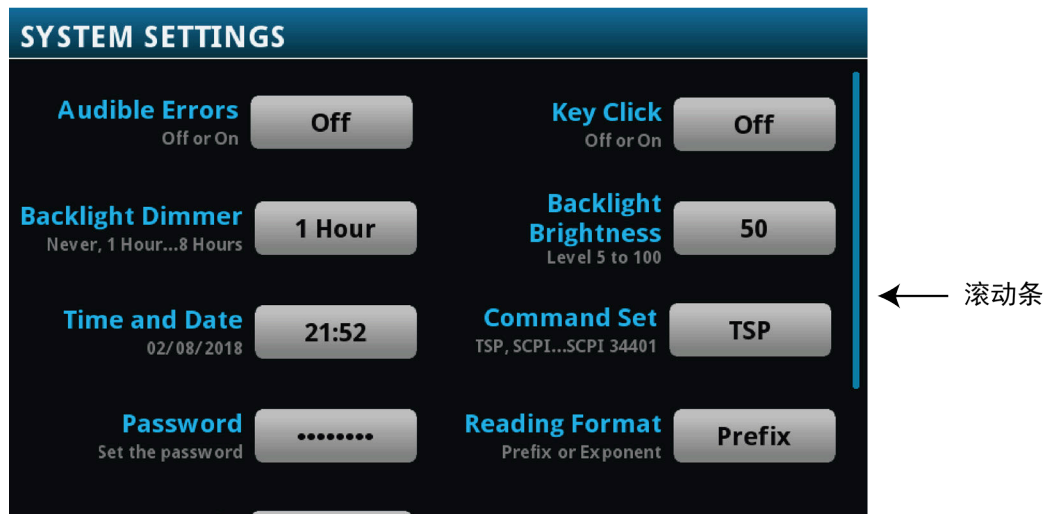 SYSTEM SETTINGS
Audible Errors
Off or On
Off
Key Click
Off or On
Off
Backlight Dimmer
Never, 1 Hour...8 Hours
1 Hour
Backlight
Brightness
Level 5 to 100
50
Time and Date
02/08/2018
21:52
Command Set
TSP, SCPI...SCPI 34401
TSP
滚动条
Password
Set the password
••••••••
Reading Format
Prefix or Exponent
Prefix